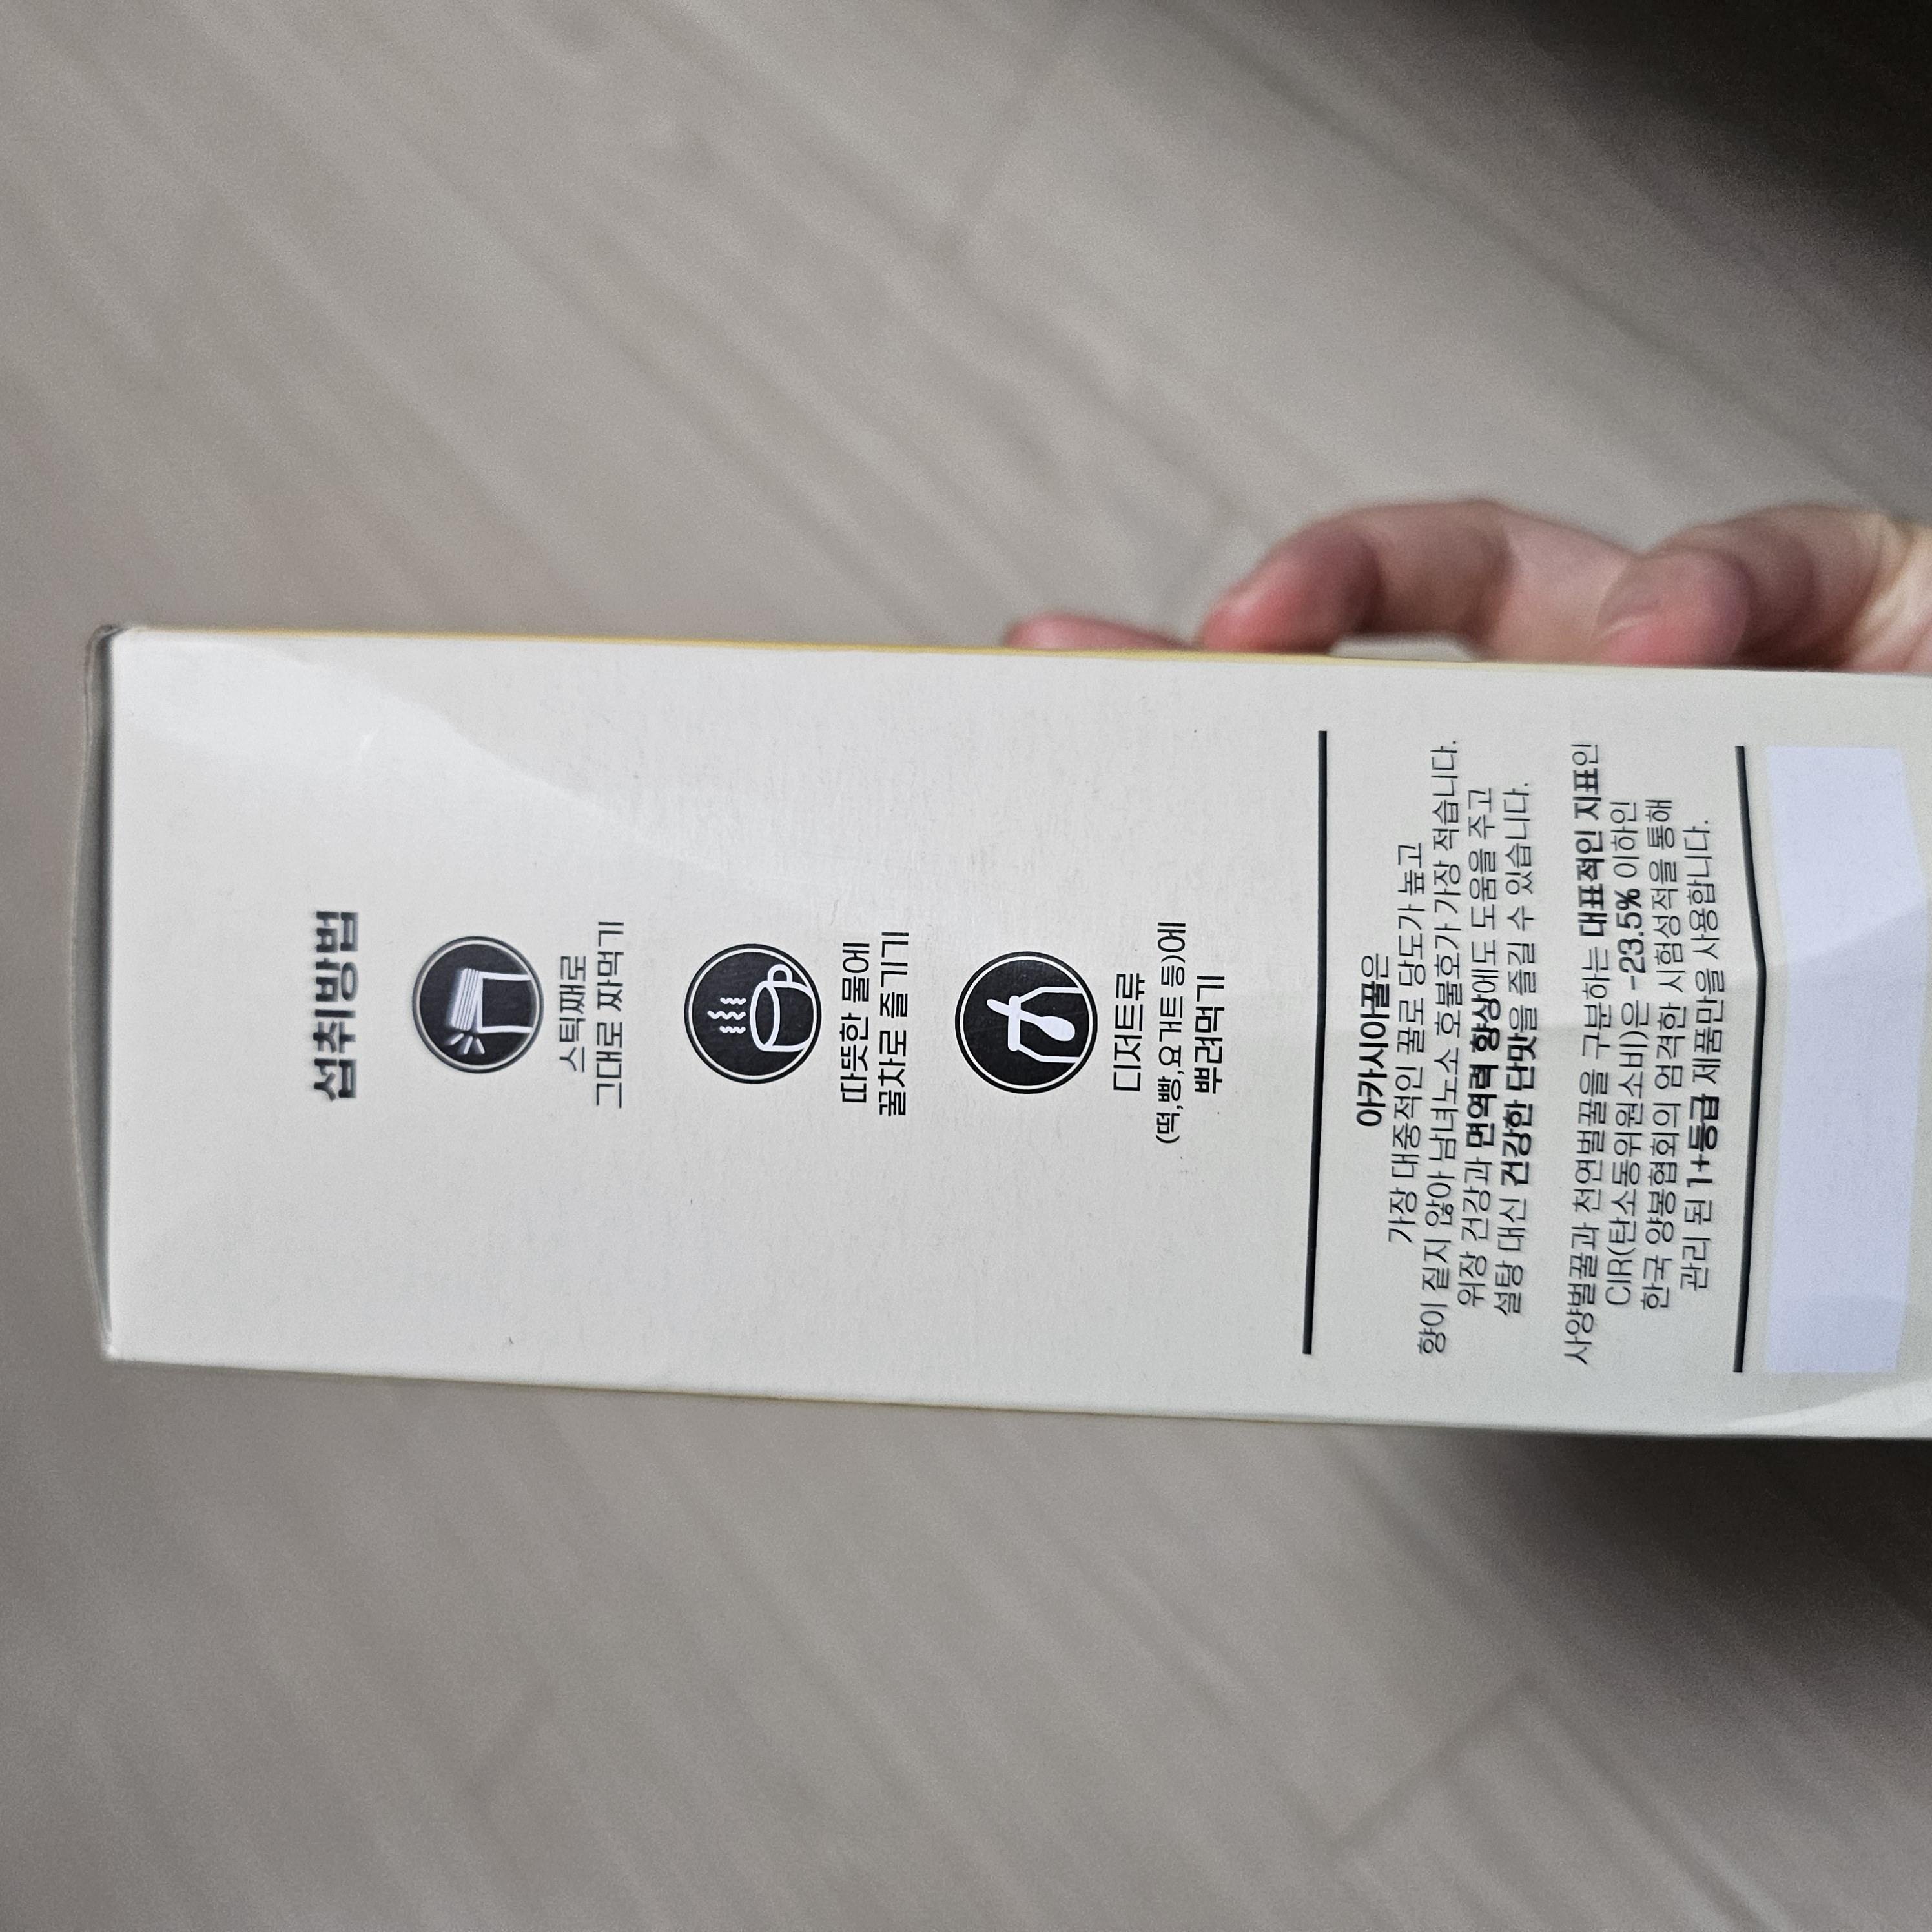 섭취방법
스틱째로
그대로 짜먹기
따뜻한 물에
꿀차로 즐기기
디저트류
(떡,빵,요거트 등)에
뿌려먹기
아카시아꿀은
가장 대중적인 꿀로 당도가 높고
향이 짙지 않아 남녀노소 호불호가 가장 적습니다.
위장 건강과 면역력 향상에도 도움을 주고
설탕 대신 건강한 단맛을 즐길 수 있습니다.
사양벌꿀과 천연벌꿀을 구분하는 대표적인 지표인
CIR(탄소동위원소비)은 -23.5% 이하인
한국 양봉협회의 엄격한 시험성적을 통해
관리 된 1+등급 제품만을 사용합니다.